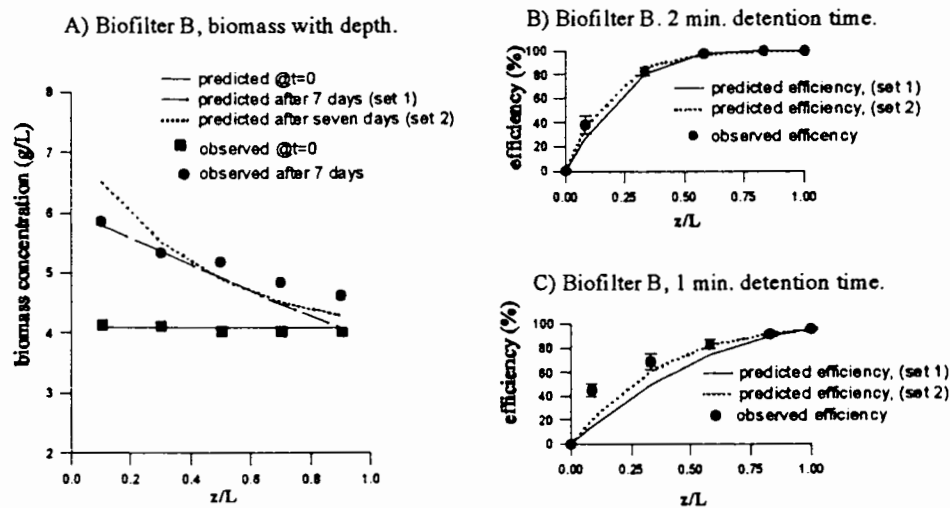 A) Biofilter B, biomass with depth.
predicted @t=0
predicted after 7 days (set 1)
predicted after seven days (set 2)
observed @t=0
observed after 7 days
biomass concentration (g/L)
8
7
6
5
4
3
2
0.0 0.2 0.4 0.6 0.8 1.0
z/L
B) Biofilter B. 2 min. detention time.
efficiency (%)
100
80
60
40
20
0
predicted efficiency, (set 1)
predicted efficiency, (set 2)
observed efficency
0.00 0.25 0.50 0.75 1.00
z/L
C) Biofilter B, 1 min. detention time.
efficiency (%)
100
80
60
40
20
0
predicted efficiency, (set 1)
predicted efficiency, (set 2)
observed efficiency
0.00 0.25 0.50 0.75 1.00
z/L